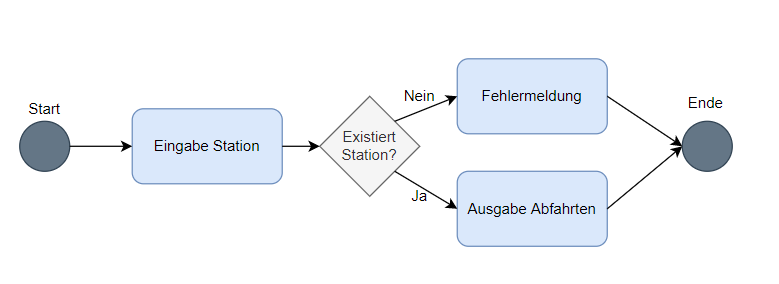 Start
Eingabe Station
Existiert
Station?
Nein
Fehlermeldung
Ja
Ausgabe Abfahrten
Ende